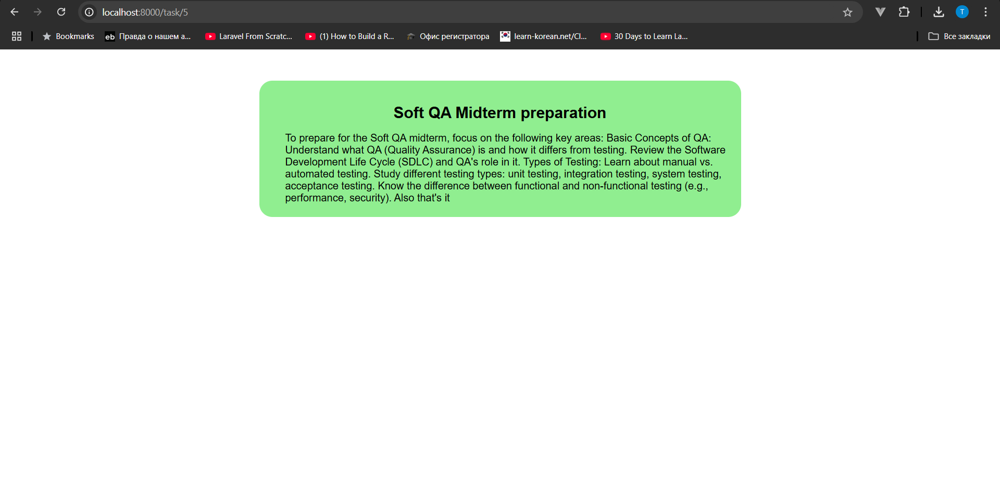 localhost:8000/task/5
T
Bookmarks
eb Правда о нашем а...
Laravel From Scratc...
(1) How to Build a R...
Офис регистратора
learn-korean.net/Cl...
30 Days to Learn La...
Все закладки
Soft QA Midterm preparation
To prepare for the Soft QA midterm, focus on the following key areas: Basic Concepts of QA:
Understand what QA (Quality Assurance) is and how it differs from testing. Review the Software
Development Life Cycle (SDLC) and QA's role in it. Types of Testing: Learn about manual vs.
automated testing. Study different testing types: unit testing, integration testing, system testing,
acceptance testing. Know the difference between functional and non-functional testing (e.g.,
performance, security). Also that's it